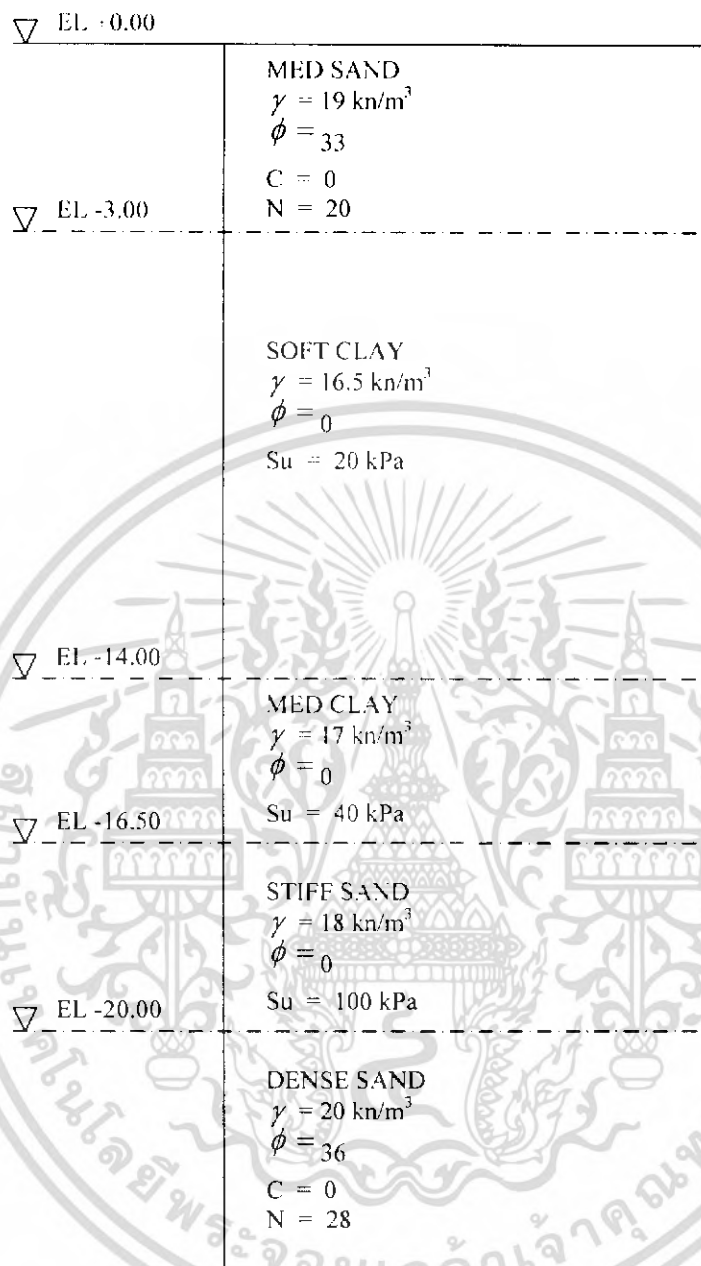 EL +0.00
MED SAND
γ = 19 kn/m³
ϕ = 33
C = 0
N = 20
EL -3.00
SOFT CLAY
γ = 16.5 kn/m³
ϕ = 0
Su = 20 kPa
EL -14.00
MED CLAY
γ = 17 kn/m³
ϕ = 0
Su = 40 kPa
EL -16.50
STIFF SAND
γ = 18 kn/m³
ϕ = 0
Su = 100 kPa
EL -20.00
DENSE SAND
γ = 20 kn/m³
ϕ = 36
C = 0
N = 28